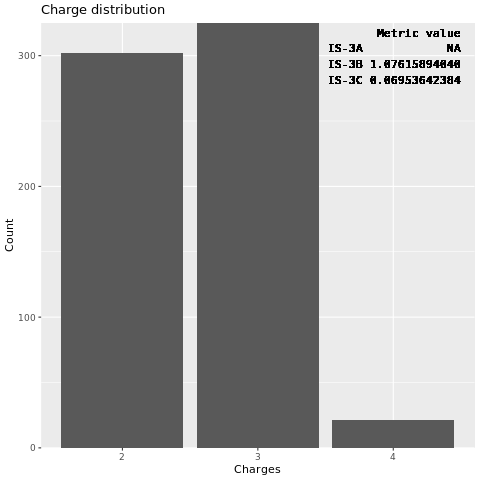 Charge distribution
Metric value
IS-3A NA
IS-3B 1.07615894040
IS-3C 0.06953642384
300
200
100
0
Count
2 3 4
Charges